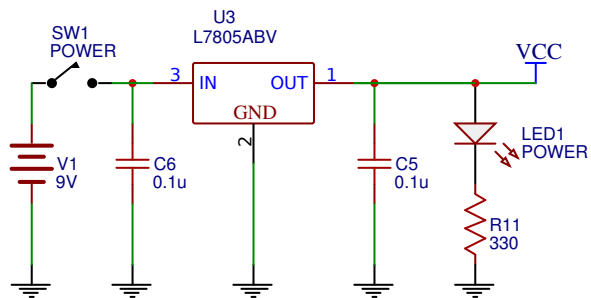 U3
L7805ABV
SW1
POWER
VCC
3
IN
OUT
1
GND
2
V1
9V
C6
0.1u
C5
0.1u
LED1
POWER
R11
330